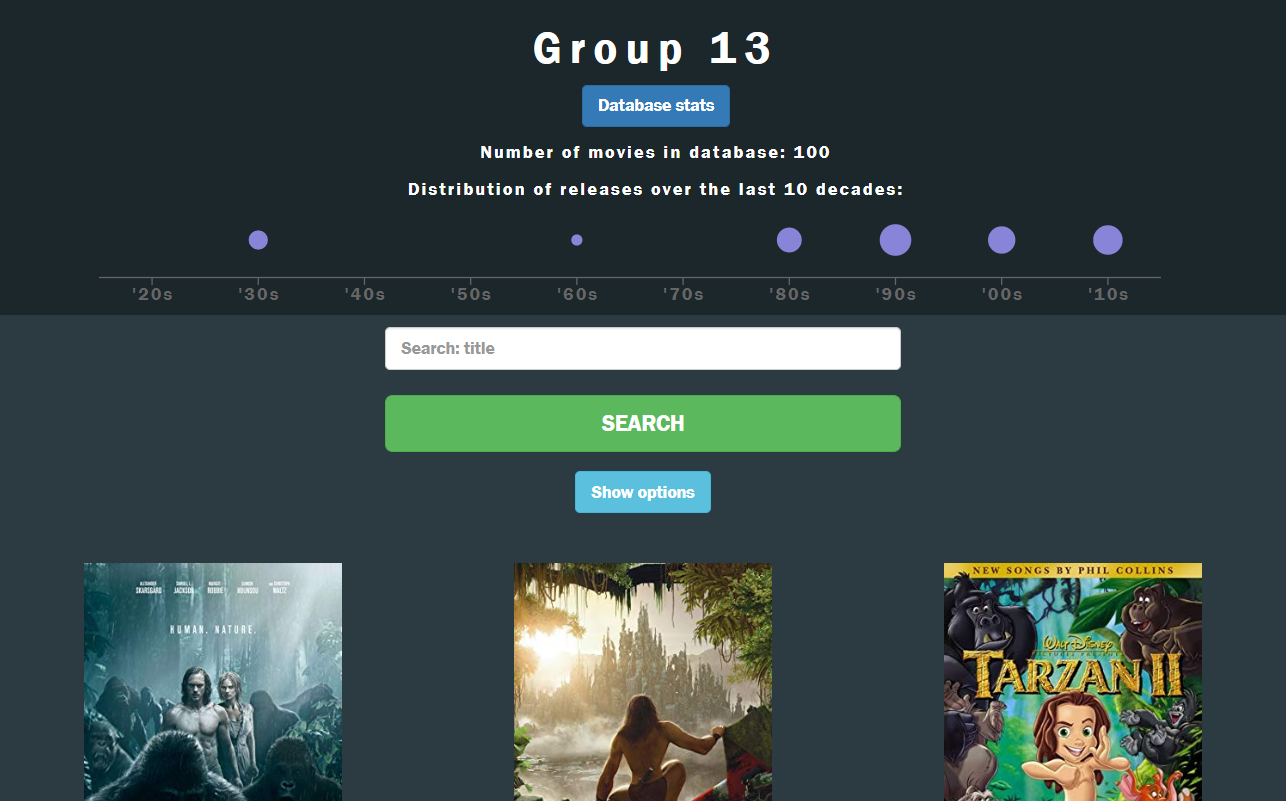 Group 13
Database stats
Number of movies in database: 100
Distribution of releases over the last 10 decades:
'20s '30s '40s '50s '60s '70s '80s '90s '00s '10s
Search: title
SEARCH
Show options
ALEXANDER SKARSGÅRD SAMUEL L. JACKSON MARGOT ROBBIE DJIMON HOUNSOU AND CHRISTOPH WALTZ
HUMAN. NATURE.
NEW SONGS BY PHIL COLLINS
WALT DISNEY
TARZAN II